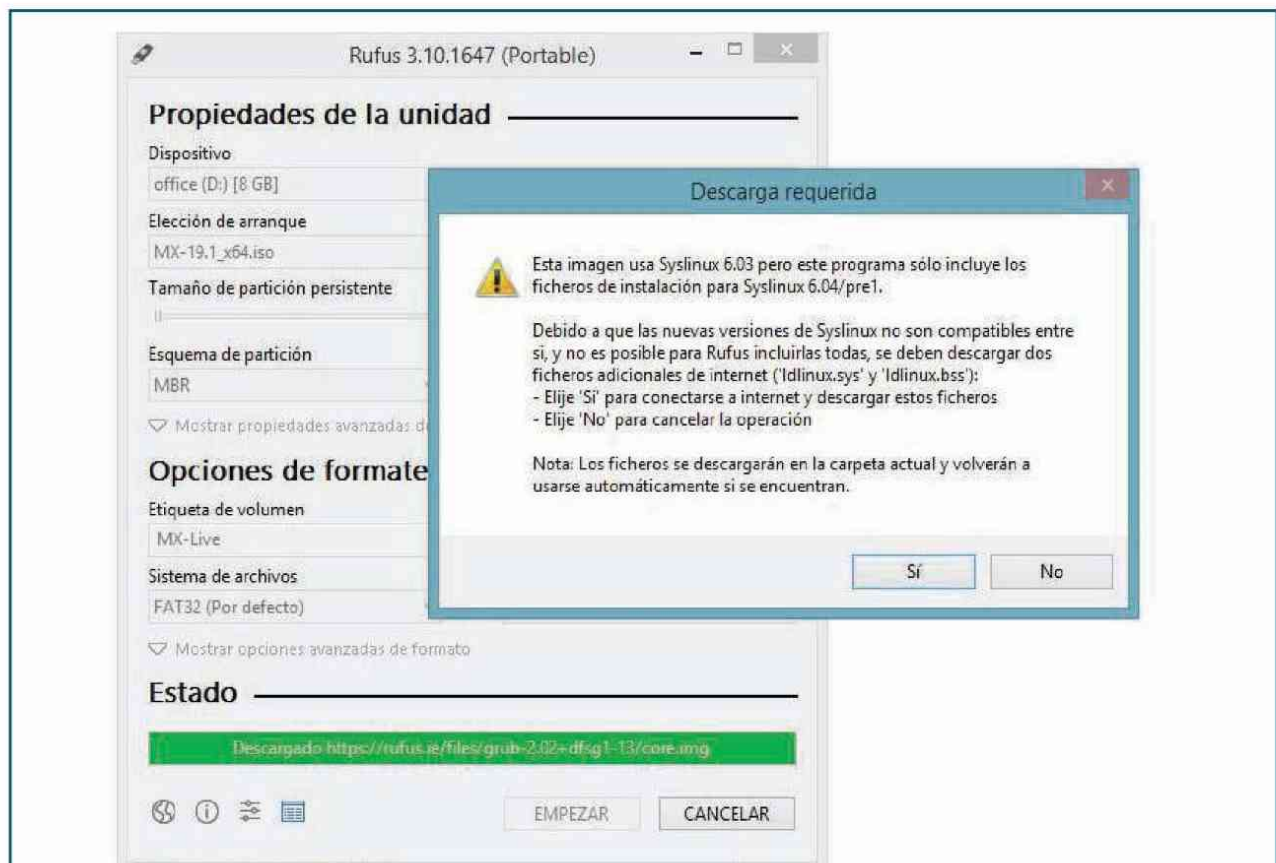 Rufus 3.10.1647 (Portable)
Propiedades de la unidad
Dispositivo
office (D:) [8 GB]
Elección de arranque
MX-19.1_x64.iso
Tamaño de partición persistente
Esquema de partición
MBR
Mostrar propiedades avanzadas d
Opciones de formate
Etiqueta de volumen
MX-Live
Sistema de archivos
FAT32 (Por defecto)
Mostrar opciones avanzadas de formato
Estado
Descargado https://rufus.ie/files/grub-2.02+dfsg1-13/core.img
EMPEZAR
CANCELAR
Descarga requerida
Esta imagen usa Syslinux 6.03 pero este programa sólo incluye los
ficheros de instalación para Syslinux 6.04/pre1.
Debido a que las nuevas versiones de Syslinux no son compatibles entre
si, y no es posible para Rufus incluirlas todas, se deben descargar dos
ficheros adicionales de internet ('ldlinux.sys' y 'ldlinux.bss'):
- Elije 'Sí' para conectarse a internet y descargar estos ficheros
- Elije 'No' para cancelar la operación
Nota: Los ficheros se descargarán en la carpeta actual y volverán a
usarse automáticamente si se encuentran.
Sí
No